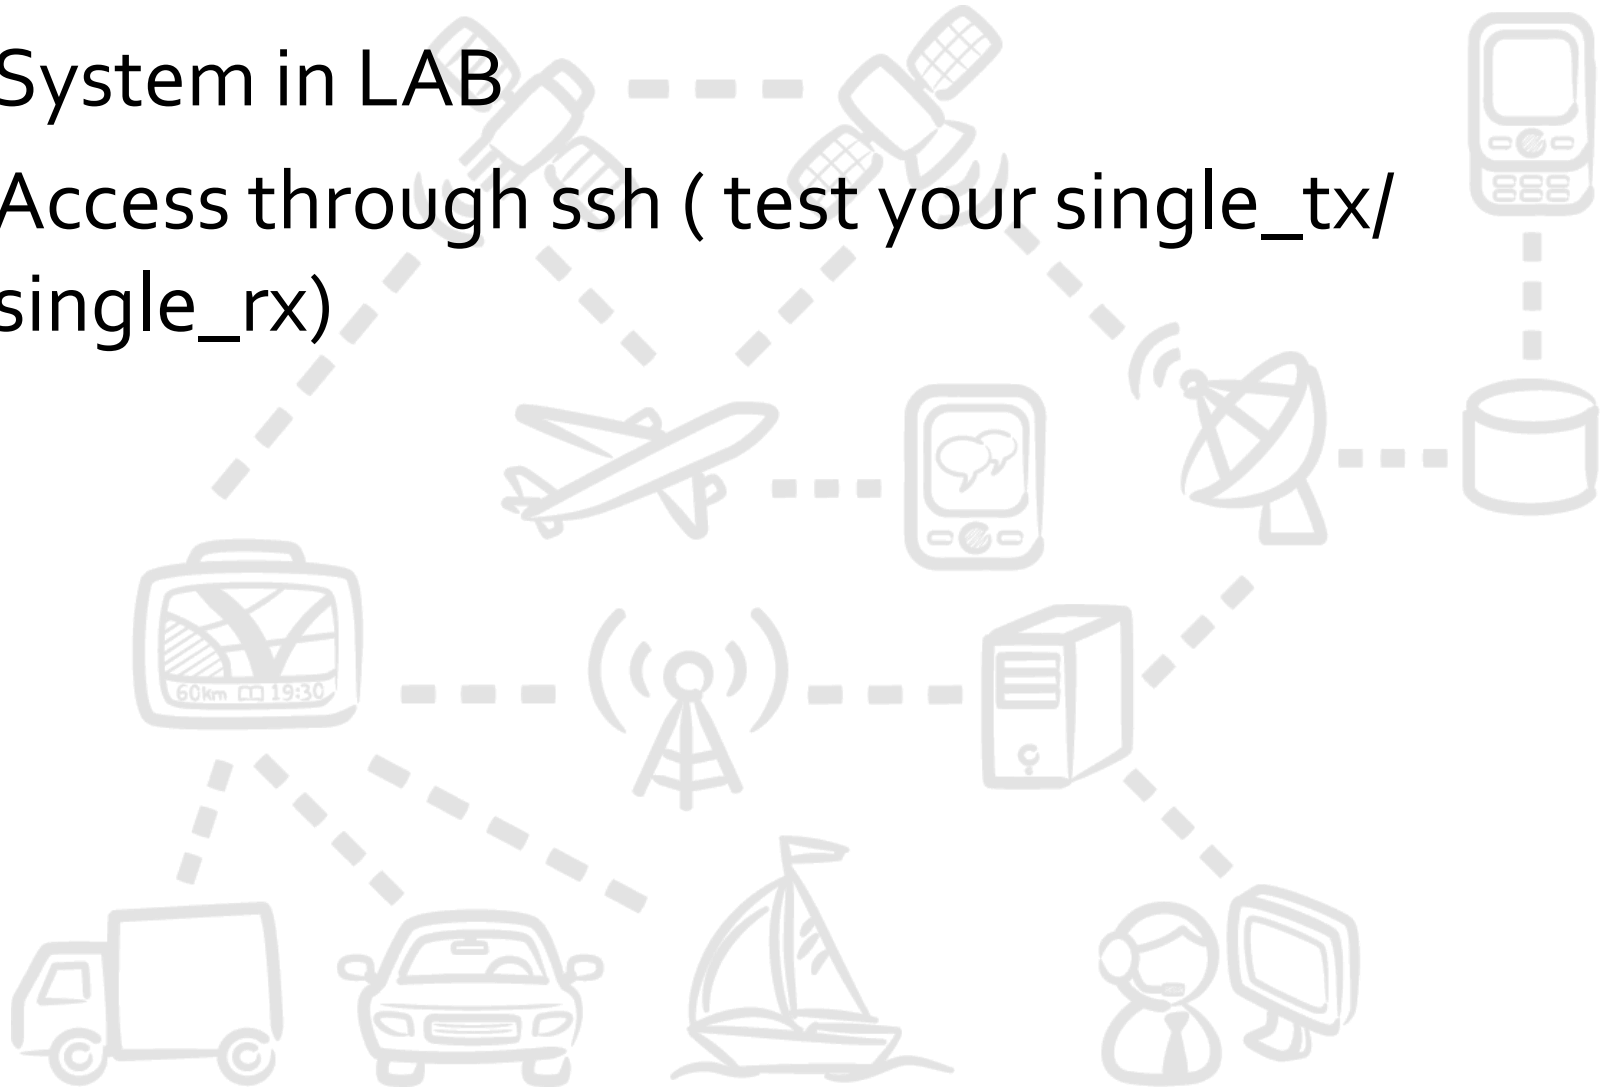 System in LAB
Access through ssh ( test your single_tx/
single_rx)
60km 19:30